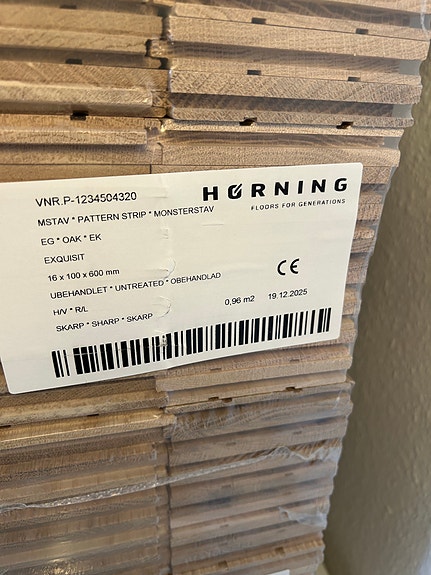 VNR.P-1234504320
HØRNING
FLOORS FOR GENERATIONS
MSTAV * PATTERN STRIP * MONSTERSTAV
EG * OAK * EK
EXQUISIT
16 x 100 x 600 mm
CE
UBEHANDLET * UNTREATED * OBEHANDLAD
H/V * R/L
0,96 m2 19.12.2025
SKARP * SHARP * SKARP